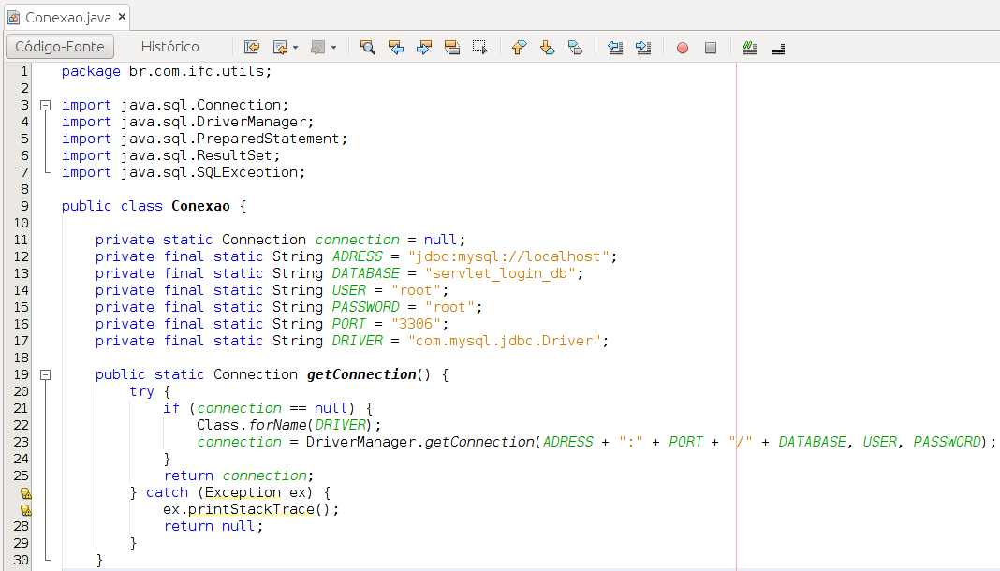 Conexao.java ×
Código-Fonte Histórico
1 package br.com.ifc.utils;
2
3 import java.sql.Connection;
4 import java.sql.DriverManager;
5 import java.sql.PreparedStatement;
6 import java.sql.ResultSet;
7 import java.sql.SQLException;
8
9 public class Conexao {
10
11 private static Connection connection = null;
12 private final static String ADRESS = "jdbc:mysql://localhost";
13 private final static String DATABASE = "servlet_login_db";
14 private final static String USER = "root";
15 private final static String PASSWORD = "root";
16 private final static String PORT = "3306";
17 private final static String DRIVER = "com.mysql.jdbc.Driver";
18
19 public static Connection getConnection() {
20 try {
21 if (connection == null) {
22 Class.forName(DRIVER);
23 connection = DriverManager.getConnection(ADRESS + ":" + PORT + "/" + DATABASE, USER, PASSWORD);
24 }
25 return connection;
} catch (Exception ex) {
ex.printStackTrace();
28 return null;
29 }
30 }